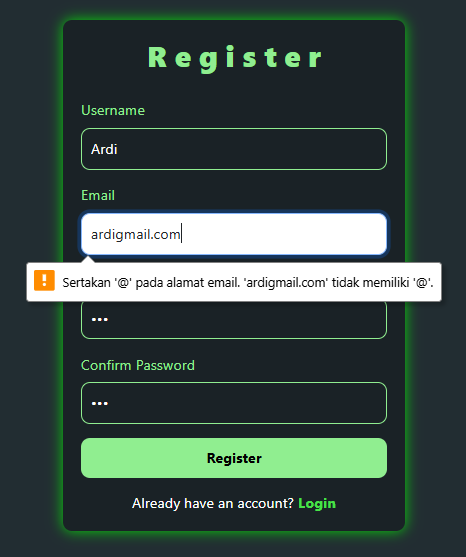 Register
Username
Ardi
Email
ardigmail.com
Sertakan '@' pada alamat email. 'ardigmail.com' tidak memiliki '@'.
•••
Confirm Password
•••
Register
Already have an account? Login